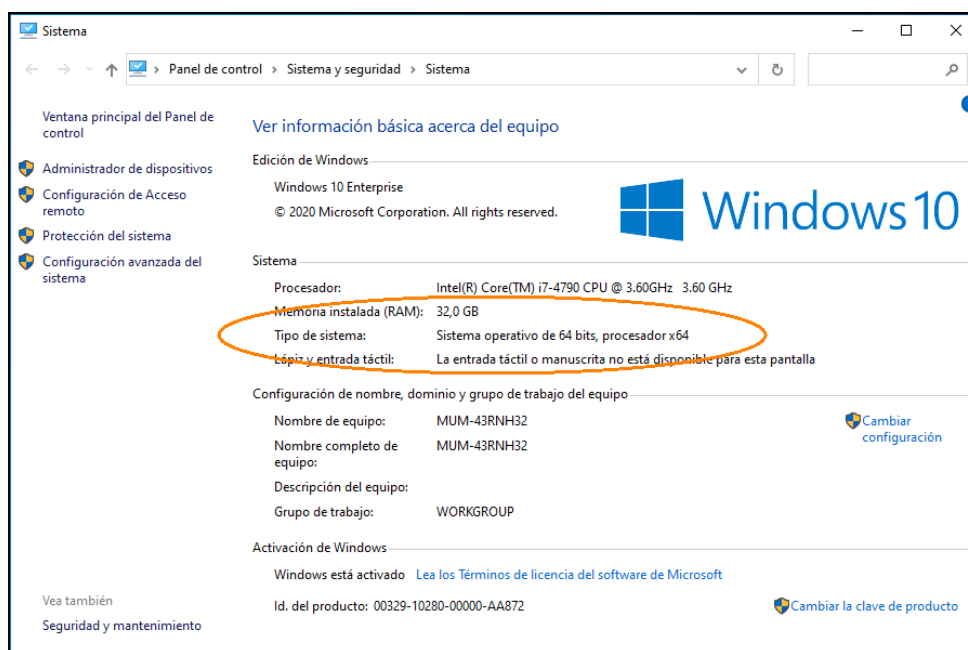 Sistema
Panel de control › Sistema y seguridad › Sistema
Ventana principal del Panel de
control
Administrador de dispositivos
Configuración de Acceso
remoto
Protección del sistema
Configuración avanzada del
sistema
Vea también
Seguridad y mantenimiento
Ver información básica acerca del equipo
Edición de Windows
Windows 10 Enterprise
© 2020 Microsoft Corporation. All rights reserved.
Windows 10
Sistema
Procesador: Intel(R) Core(TM) i7-4790 CPU @ 3.60GHz 3.60 GHz
Memoria instalada (RAM): 32,0 GB
Tipo de sistema: Sistema operativo de 64 bits, procesador x64
Lápiz y entrada táctil: La entrada táctil o manuscrita no está disponible para esta pantalla
Configuración de nombre, dominio y grupo de trabajo del equipo
Nombre de equipo: MUM-43RNH32
Cambiar
configuración
Nombre completo de
equipo:
MUM-43RNH32
Descripción del equipo:
Grupo de trabajo: WORKGROUP
Activación de Windows
Windows está activado Lea los Términos de licencia del software de Microsoft
Id. del producto: 00329-10280-00000-AA872
Cambiar la clave de producto